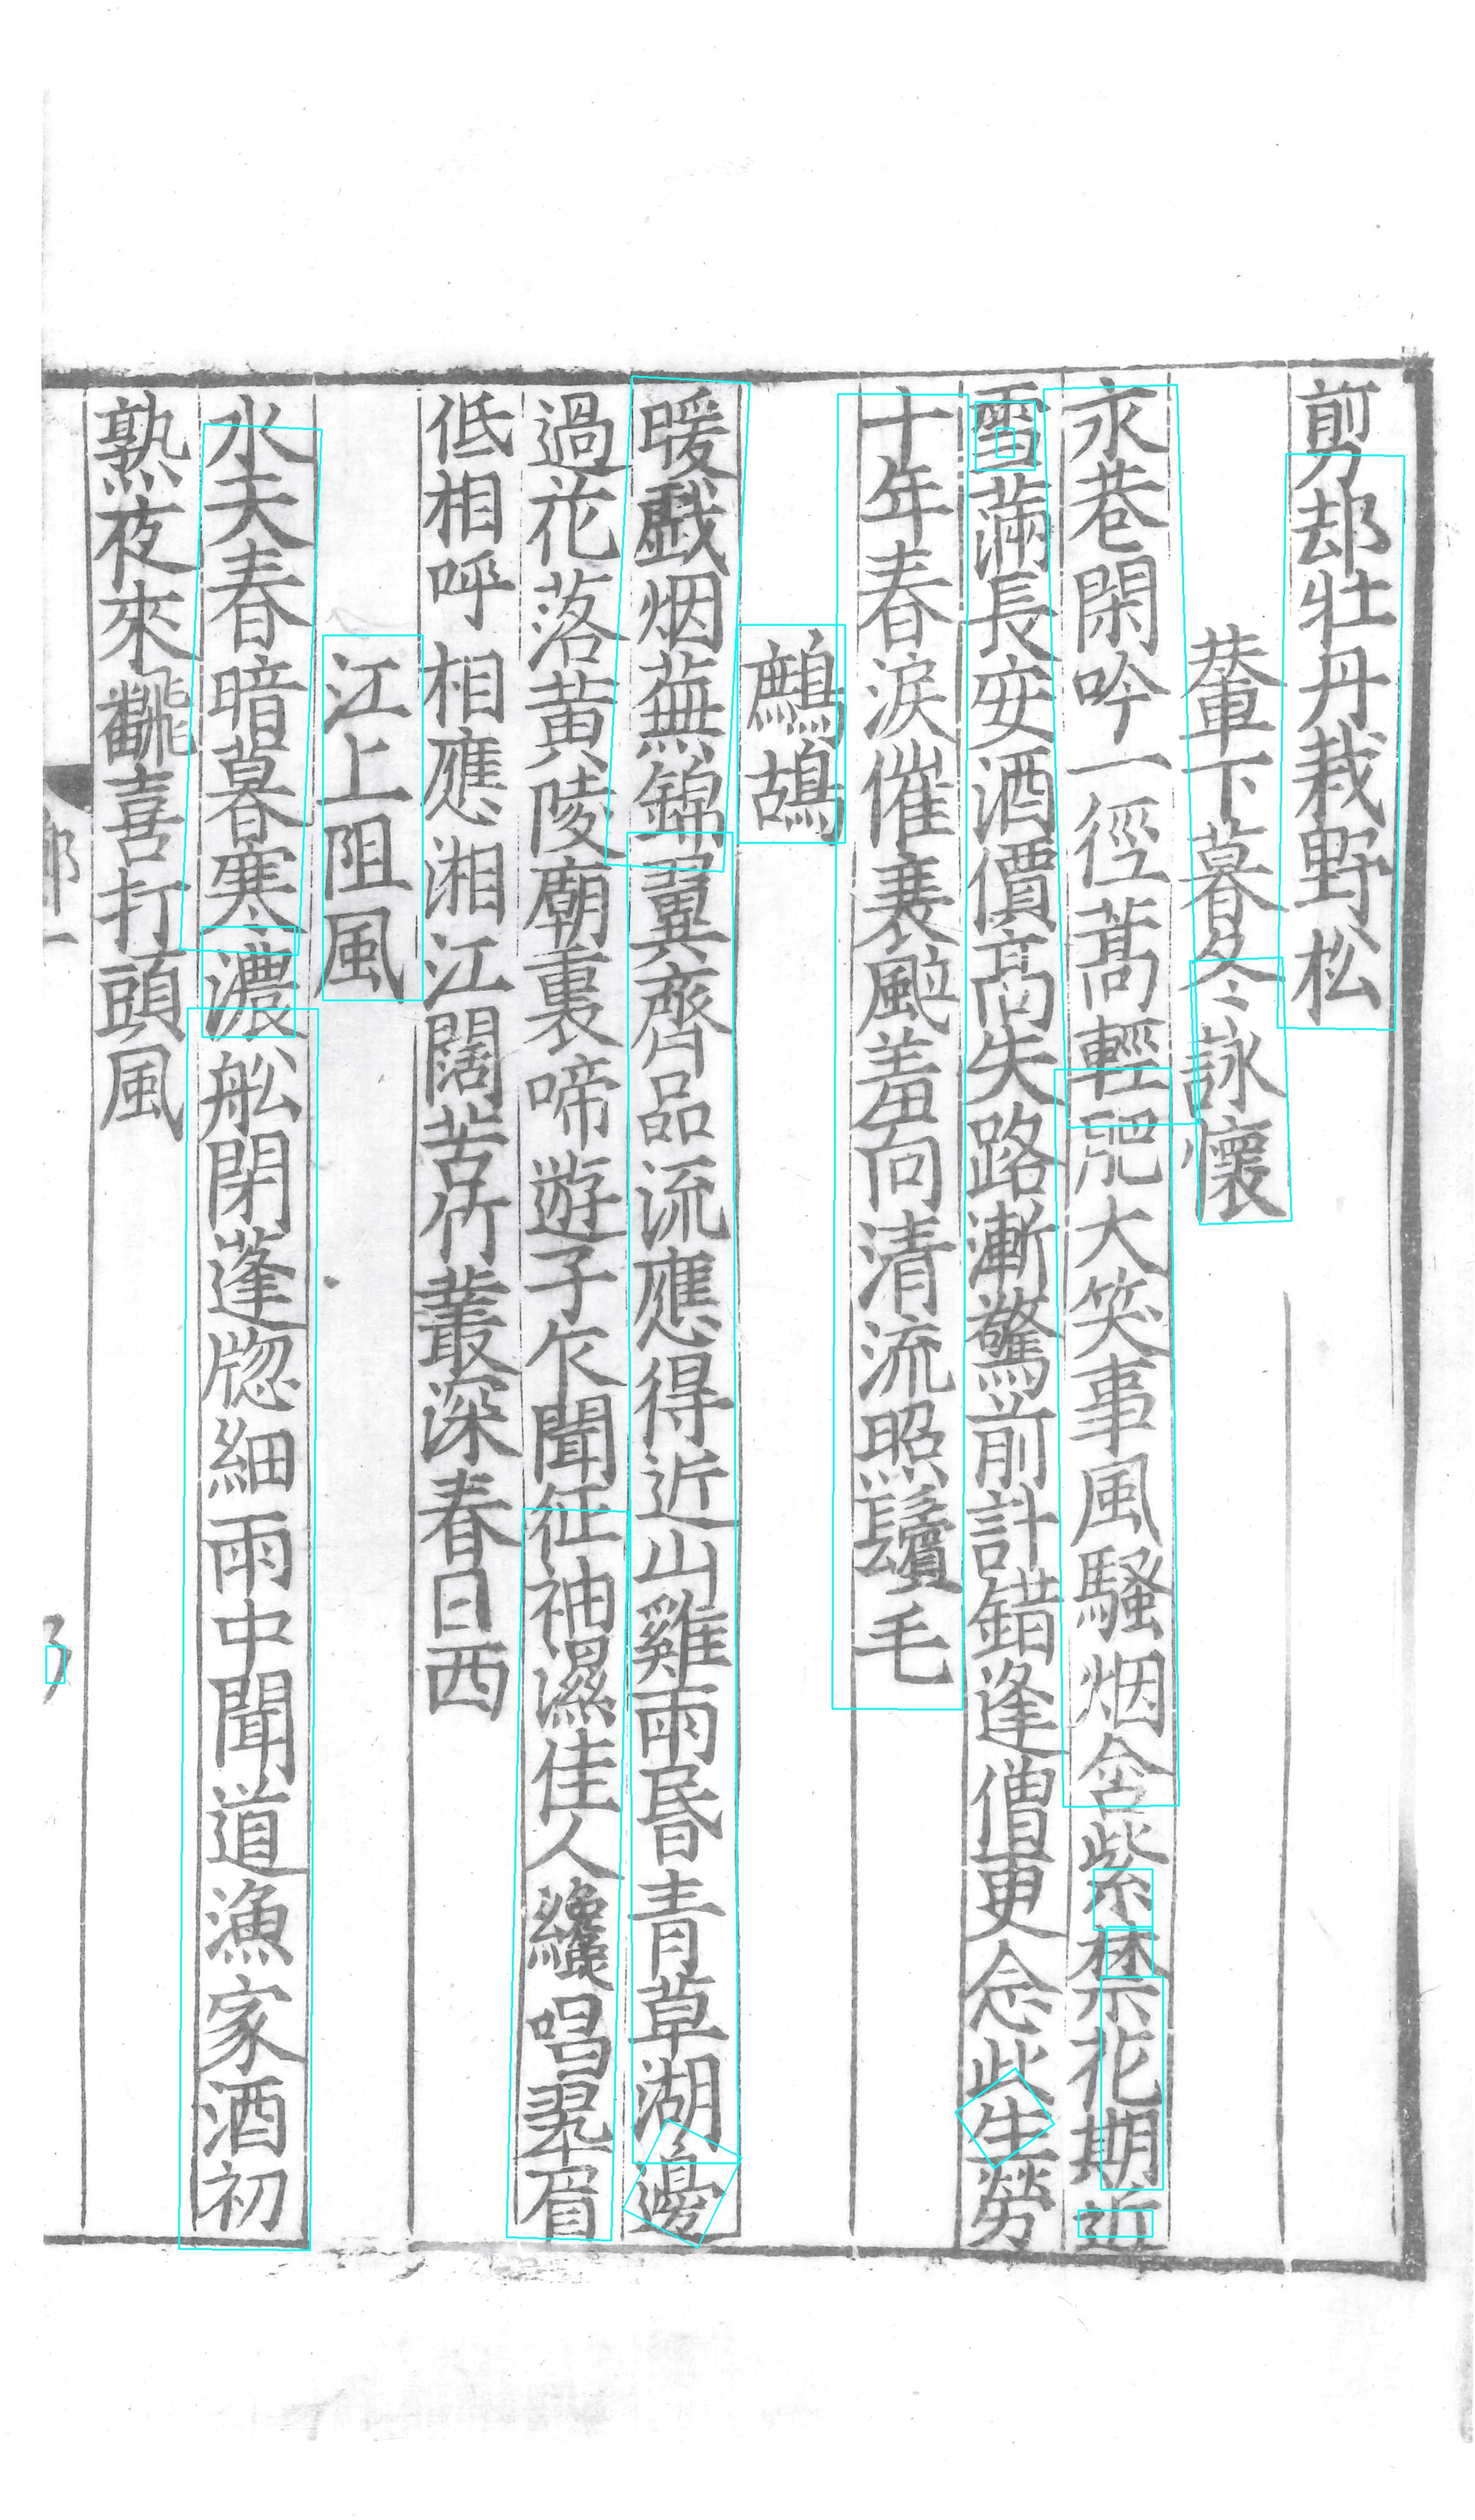 剪却牡丹栽野松
輦下暮冬詠懷
永巷閑吟一徑蒿輕肥大笑事風騷烟含紫禁花期近
雪滿長安酒價高失路漸驚前計錯逢僧更念此生勞
十年春淚催衰颯羞向清流照鬢毛
鷓鴣
暖戲烟蕪錦翼齊品流應得近山雞雨昏青草湖邊
過花落黃陵廟裏啼遊子乍聞征袖濕佳人纔唱翠眉
低相呼相應湘江闊苦竹叢深春日西
江上阻風
水天春暗暮寒濃船閉蓬牕細雨中聞道漁家酒初
熟夜來飜喜打頭風